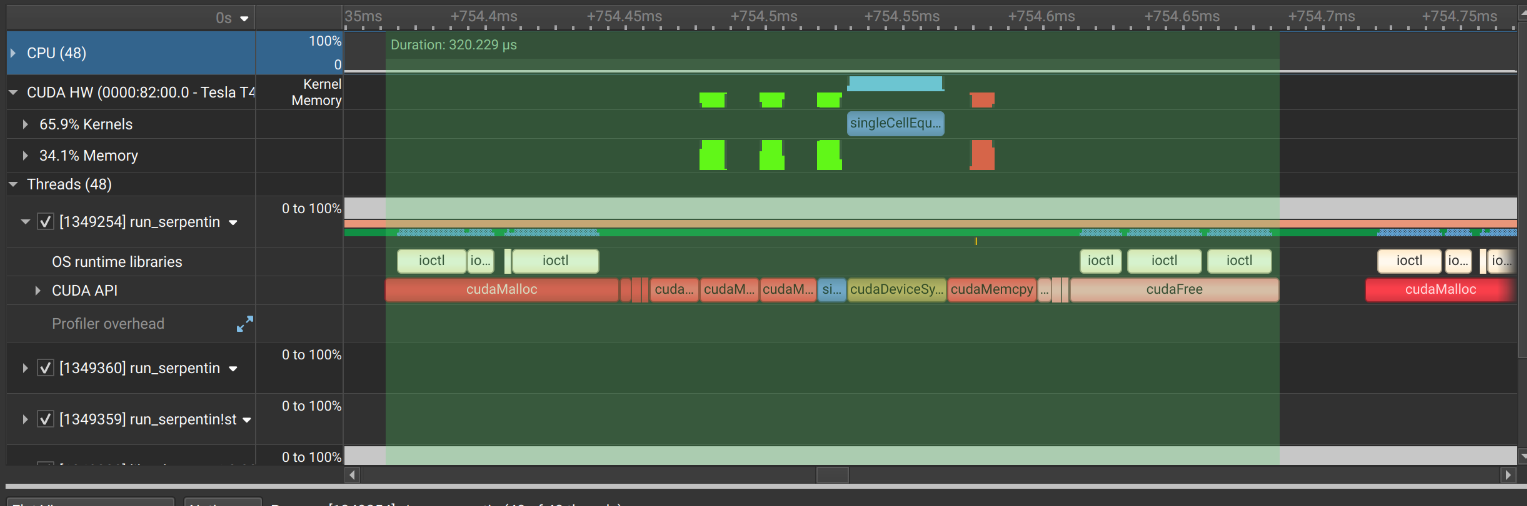 0s 35ms +754.4ms +754.45ms +754.5ms +754.55ms +754.6ms +754.65ms +754.7ms +754.75ms
CPU (48) 100% Duration: 320.229 µs
0
CUDA HW (0000:82:00.0 - Tesla T4 Kernel
Memory
65.9% Kernels singleCellEqu...
34.1% Memory
Threads (48)
0 to 100%
[1349254] run_serpentin
OS runtime libraries ioctl io... ioctl ioctl ioctl ioctl ioctl io... io...
CUDA API cudaMalloc cuda... cudaM... cudaM... si... cudaDeviceSy... cudaMemcpy ... cudaFree cudaMalloc
Profiler overhead
0 to 100%
[1349360] run_serpentin
0 to 100%
[1349359] run_serpentin!st
0 to 100%